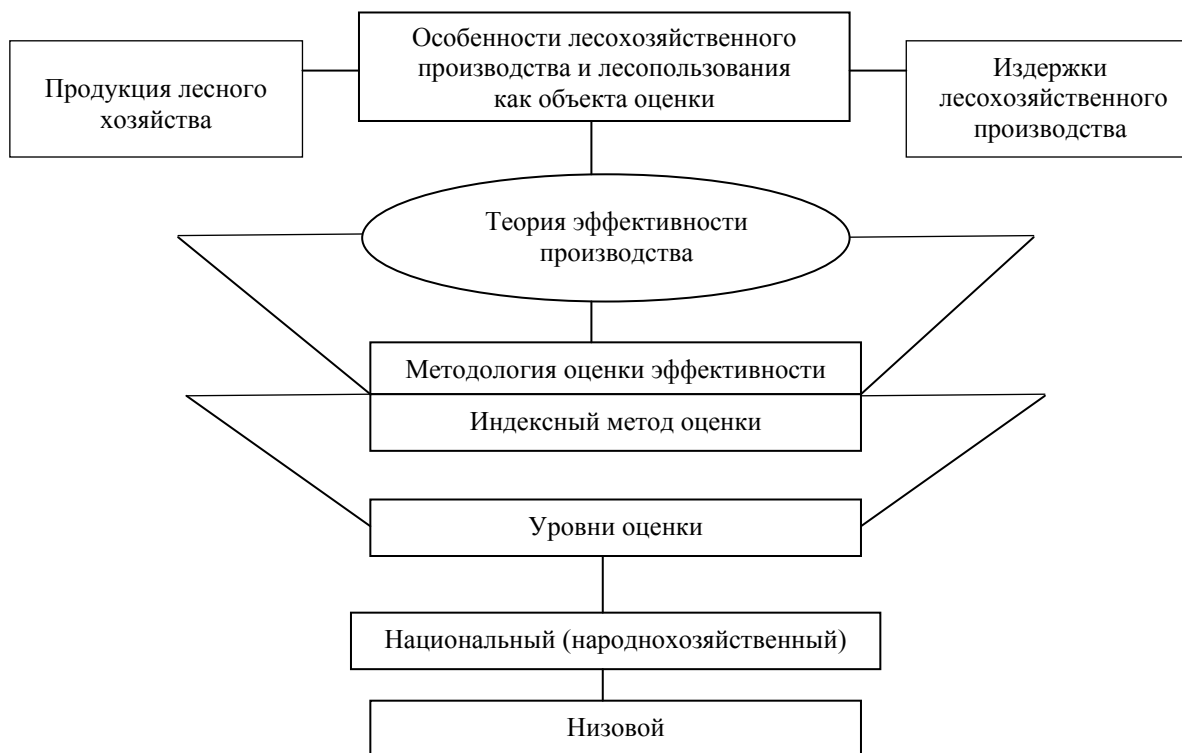 Особенности лесохозяйственного
производства и лесопользования
как объекта оценки
Продукция лесного
хозяйства
Издержки
лесохозяйственного
производства
Теория эффективности
производства
Методология оценки эффективности
Индексный метод оценки
Уровни оценки
Национальный (народнохозяйственный)
Низовой